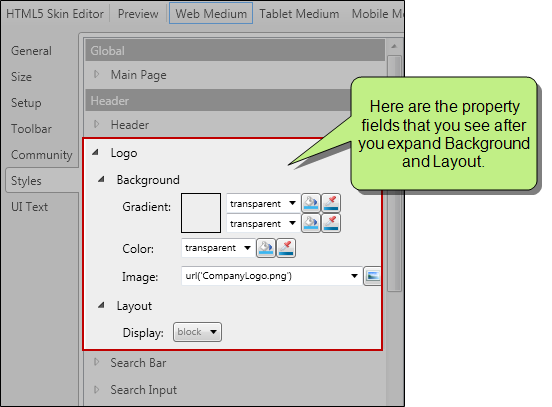 HTML5 Skin Editor Preview Web Medium Tablet Medium Mobile Me
General
Size
Setup
Toolbar
Community
Styles
UI Text
Global
Main Page
Header
Header
Logo
Background
Gradient: transparent
transparent
Color: transparent
Image: url('CompanyLogo.png')
Layout
Display: block
Search Bar
Search Input
Here are the property
fields that you see after
you expand Background
and Layout.